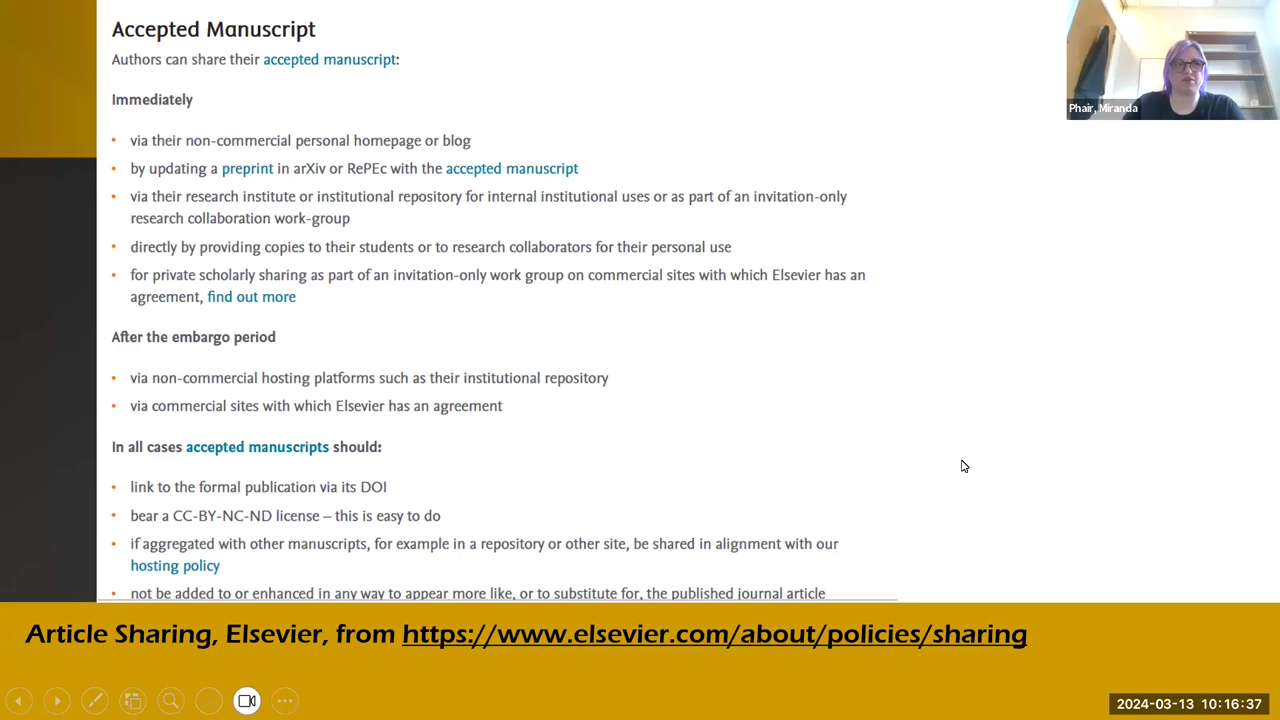 Accepted Manuscript
Authors can share their accepted manuscript:
Immediately
• via their non-commercial personal homepage or blog
• by updating a preprint in arXiv or RePEc with the accepted manuscript
• via their research institute or institutional repository for internal institutional uses or as part of an invitation-only
research collaboration work-group
• directly by providing copies to their students or to research collaborators for their personal use
• for private scholarly sharing as part of an invitation-only work group on commercial sites with which Elsevier has an
agreement, find out more
After the embargo period
• via non-commercial hosting platforms such as their institutional repository
• via commercial sites with which Elsevier has an agreement
In all cases accepted manuscripts should:
• link to the formal publication via its DOI
• bear a CC-BY-NC-ND license – this is easy to do
• if aggregated with other manuscripts, for example in a repository or other site, be shared in alignment with our
hosting policy
• not be added to or enhanced in any way to appear more like, or to substitute for, the published journal article
Article Sharing, Elsevier, from https://www.elsevier.com/about/policies/sharing
Phair, Miranda
2024-03-13 10:16:37